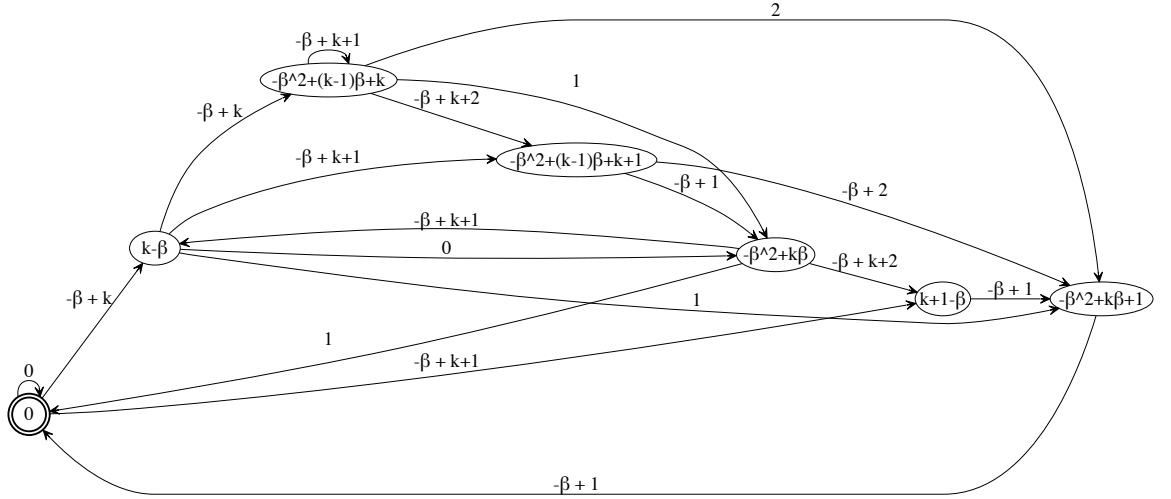 2
-β + k+1
-β^2+(k-1)β+k
1
-β + k+2
-β + k
-β + k+1
-β^2+(k-1)β+k+1
-β + 1
-β + 2
-β + k+1
k-β
0
-β^2+kβ
-β + k+2
-β + k
k+1-β
-β + 1
-β^2+kβ+1
1
1
-β + k+1
0
0
-β + 1